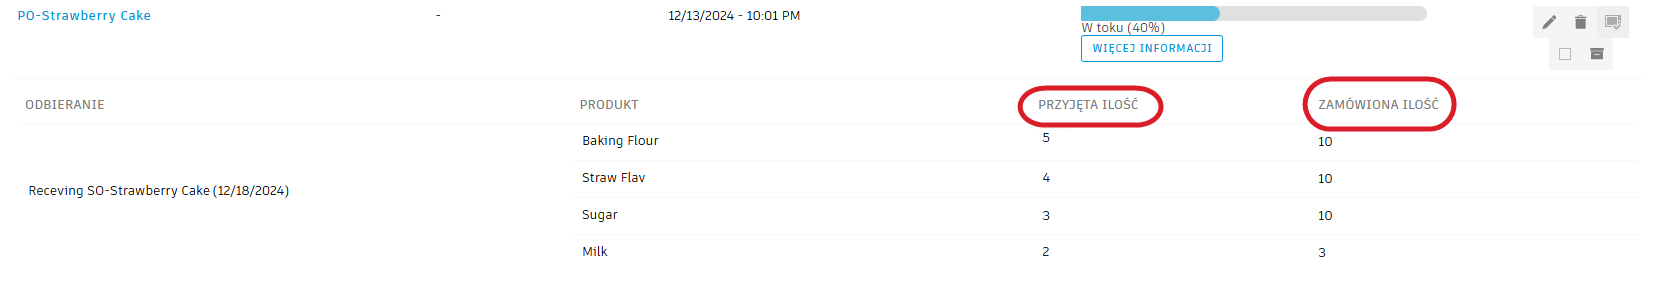 PO-Strawberry Cake - 12/13/2024 - 10:01 PM
W toku (40%)
WIĘCEJ INFORMACJI
ODBIERANIE PRODUKT PRZYJĘTA ILOŚĆ ZAMÓWIONA ILOŚĆ
Baking Flour 5 10
Straw Flav 4 10
Receving SO-Strawberry Cake (12/18/2024)
Sugar 3 10
Milk 2 3